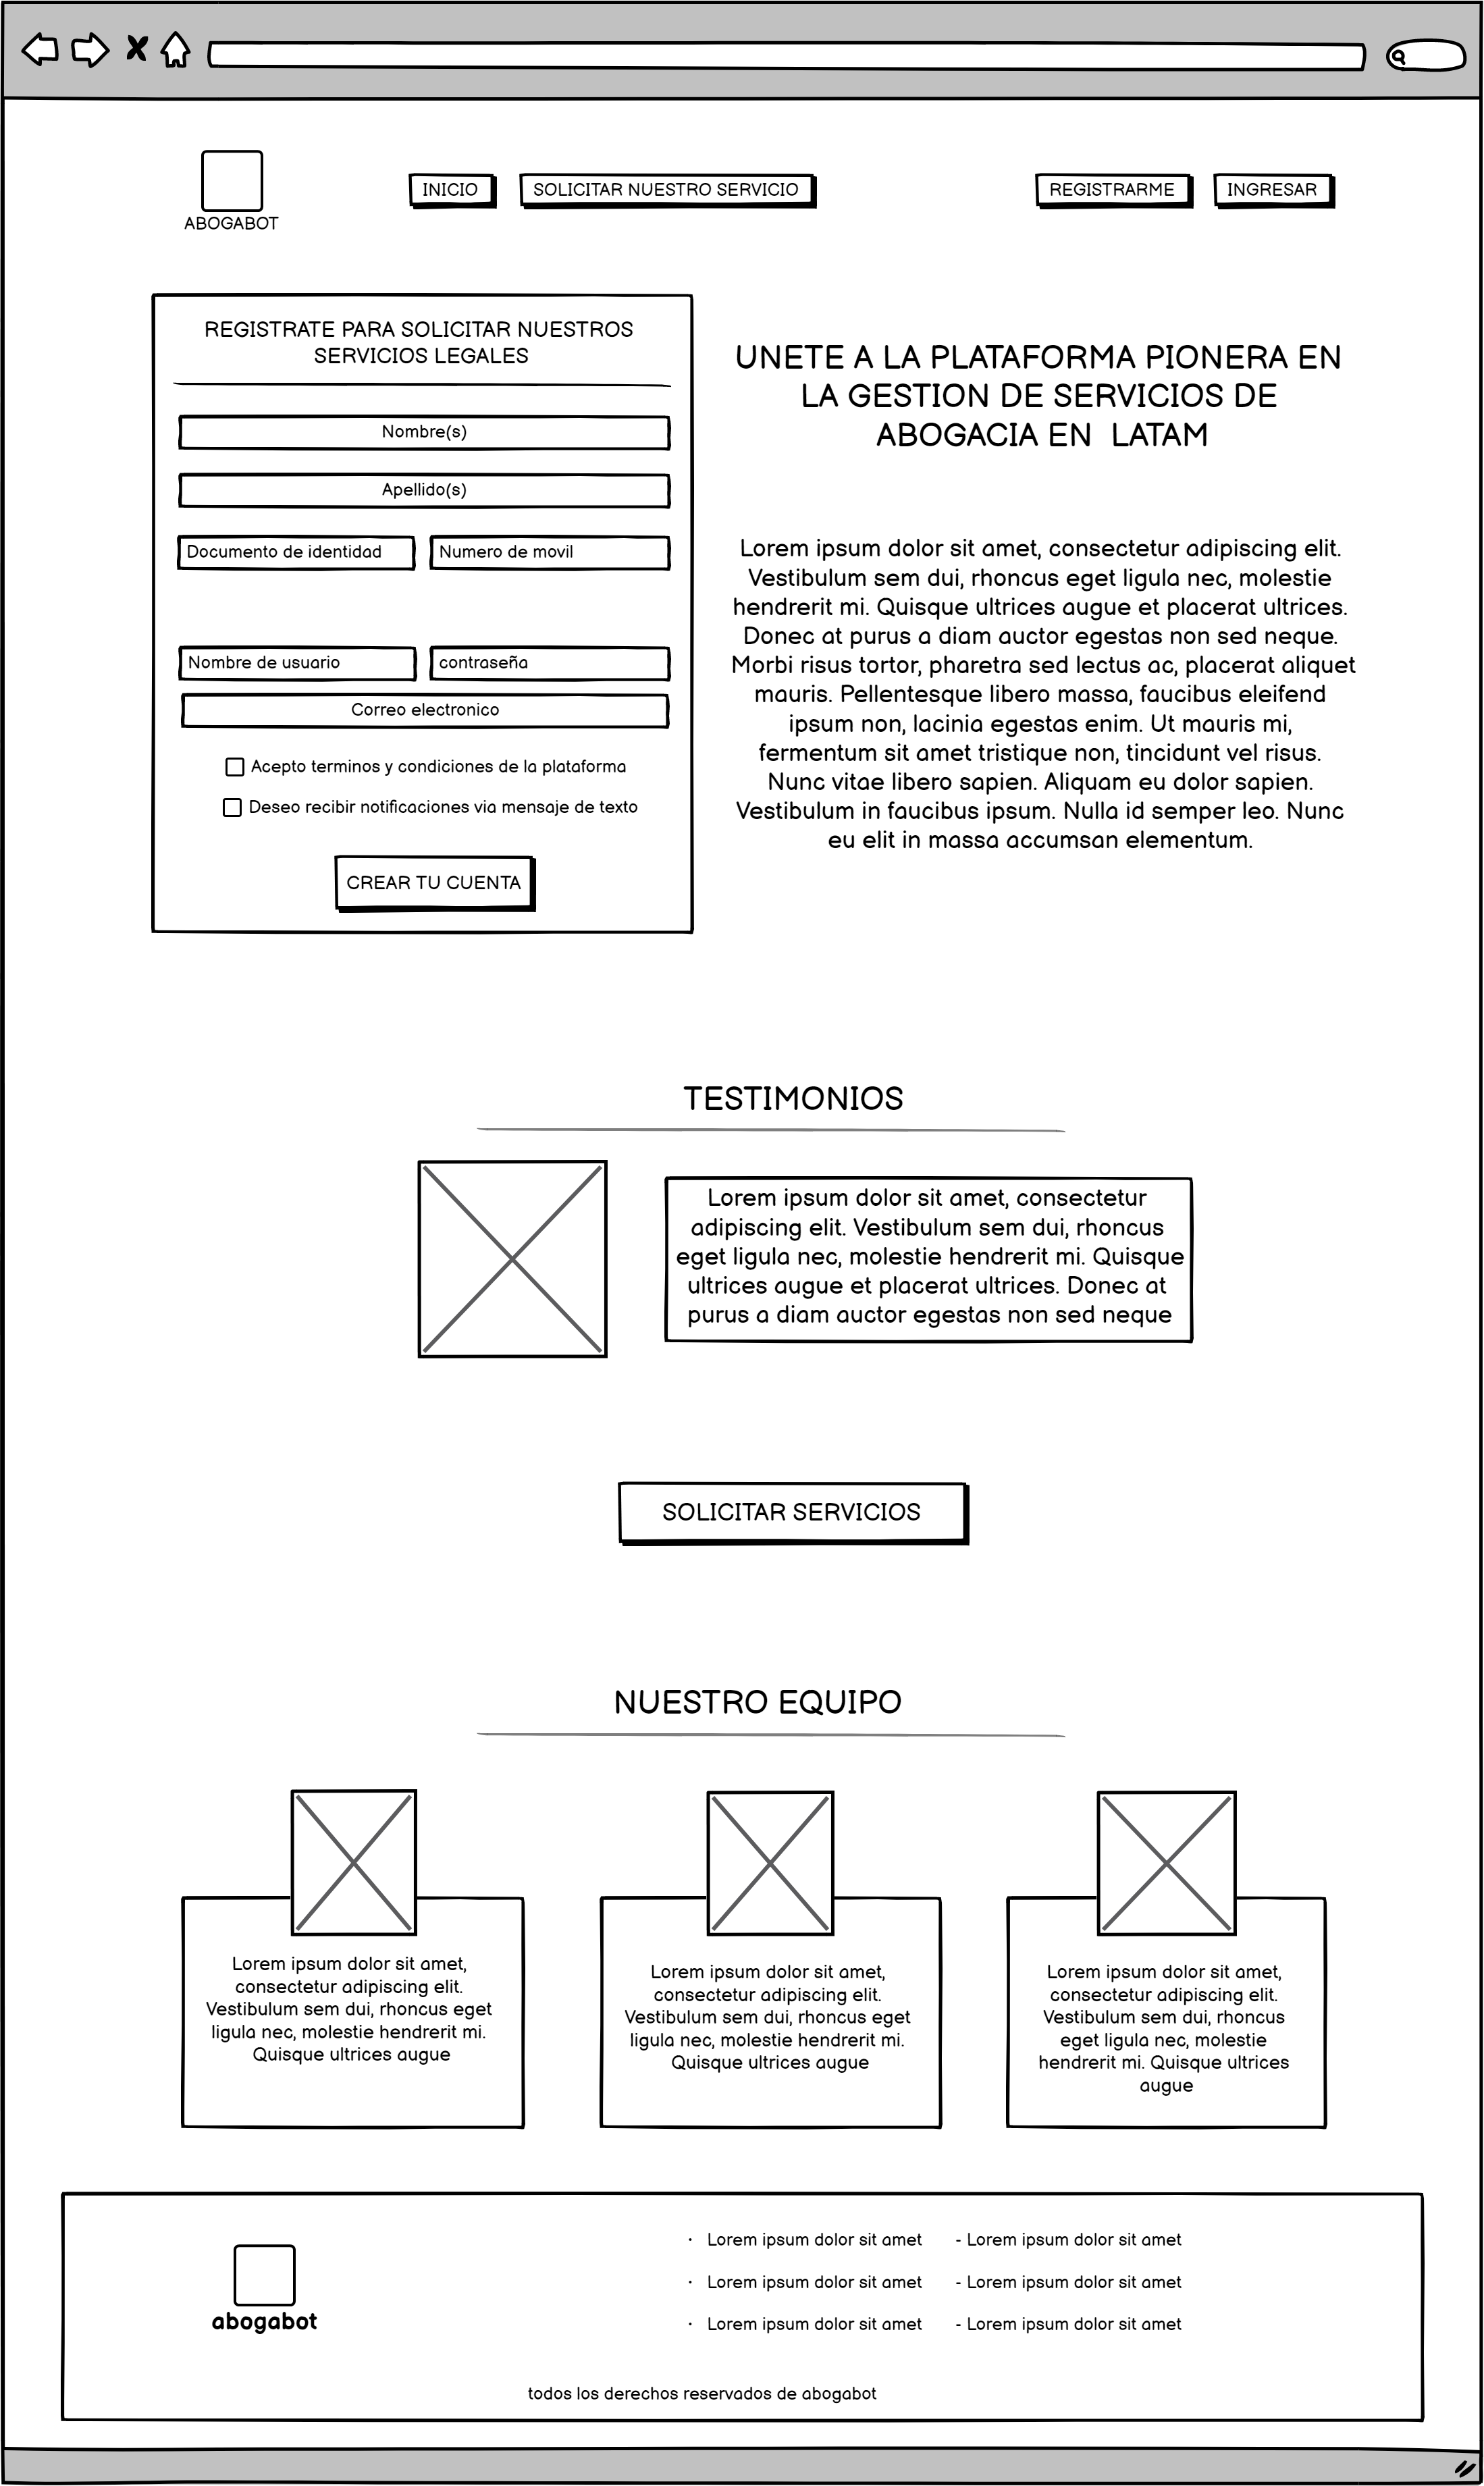 ABOGABOT
INICIO
SOLICITAR NUESTRO SERVICIO
REGISTRARME
INGRESAR
REGISTRATE PARA SOLICITAR NUESTROS
SERVICIOS LEGALES
Nombre(s)
Apellido(s)
Documento de identidad
Numero de movil
Nombre de usuario
contraseña
Correo electronico
Acepto terminos y condiciones de la plataforma
Deseo recibir notificaciones via mensaje de texto
CREAR TU CUENTA
UNETE A LA PLATAFORMA PIONERA EN
LA GESTION DE SERVICIOS DE
ABOGACIA EN LATAM
Lorem ipsum dolor sit amet, consectetur adipiscing elit.
Vestibulum sem dui, rhoncus eget ligula nec, molestie
hendrerit mi. Quisque ultrices augue et placerat ultrices.
Donec at purus a diam auctor egestas non sed neque.
Morbi risus tortor, pharetra sed lectus ac, placerat aliquet
mauris. Pellentesque libero massa, faucibus eleifend
ipsum non, lacinia egestas enim. Ut mauris mi,
fermentum sit amet tristique non, tincidunt vel risus.
Nunc vitae libero sapien. Aliquam eu dolor sapien.
Vestibulum in faucibus ipsum. Nulla id semper leo. Nunc
eu elit in massa accumsan elementum.
TESTIMONIOS
Lorem ipsum dolor sit amet, consectetur
adipiscing elit. Vestibulum sem dui, rhoncus
eget ligula nec, molestie hendrerit mi. Quisque
ultrices augue et placerat ultrices. Donec at
purus a diam auctor egestas non sed neque
SOLICITAR SERVICIOS
NUESTRO EQUIPO
Lorem ipsum dolor sit amet,
consectetur adipiscing elit.
Vestibulum sem dui, rhoncus eget
ligula nec, molestie hendrerit mi.
Quisque ultrices augue
Lorem ipsum dolor sit amet,
consectetur adipiscing elit.
Vestibulum sem dui, rhoncus eget
ligula nec, molestie hendrerit mi.
Quisque ultrices augue
Lorem ipsum dolor sit amet,
consectetur adipiscing elit.
Vestibulum sem dui, rhoncus
eget ligula nec, molestie
hendrerit mi. Quisque ultrices
augue
abogabot
· Lorem ipsum dolor sit amet
· Lorem ipsum dolor sit amet
· Lorem ipsum dolor sit amet
- Lorem ipsum dolor sit amet
- Lorem ipsum dolor sit amet
- Lorem ipsum dolor sit amet
todos los derechos reservados de abogabot